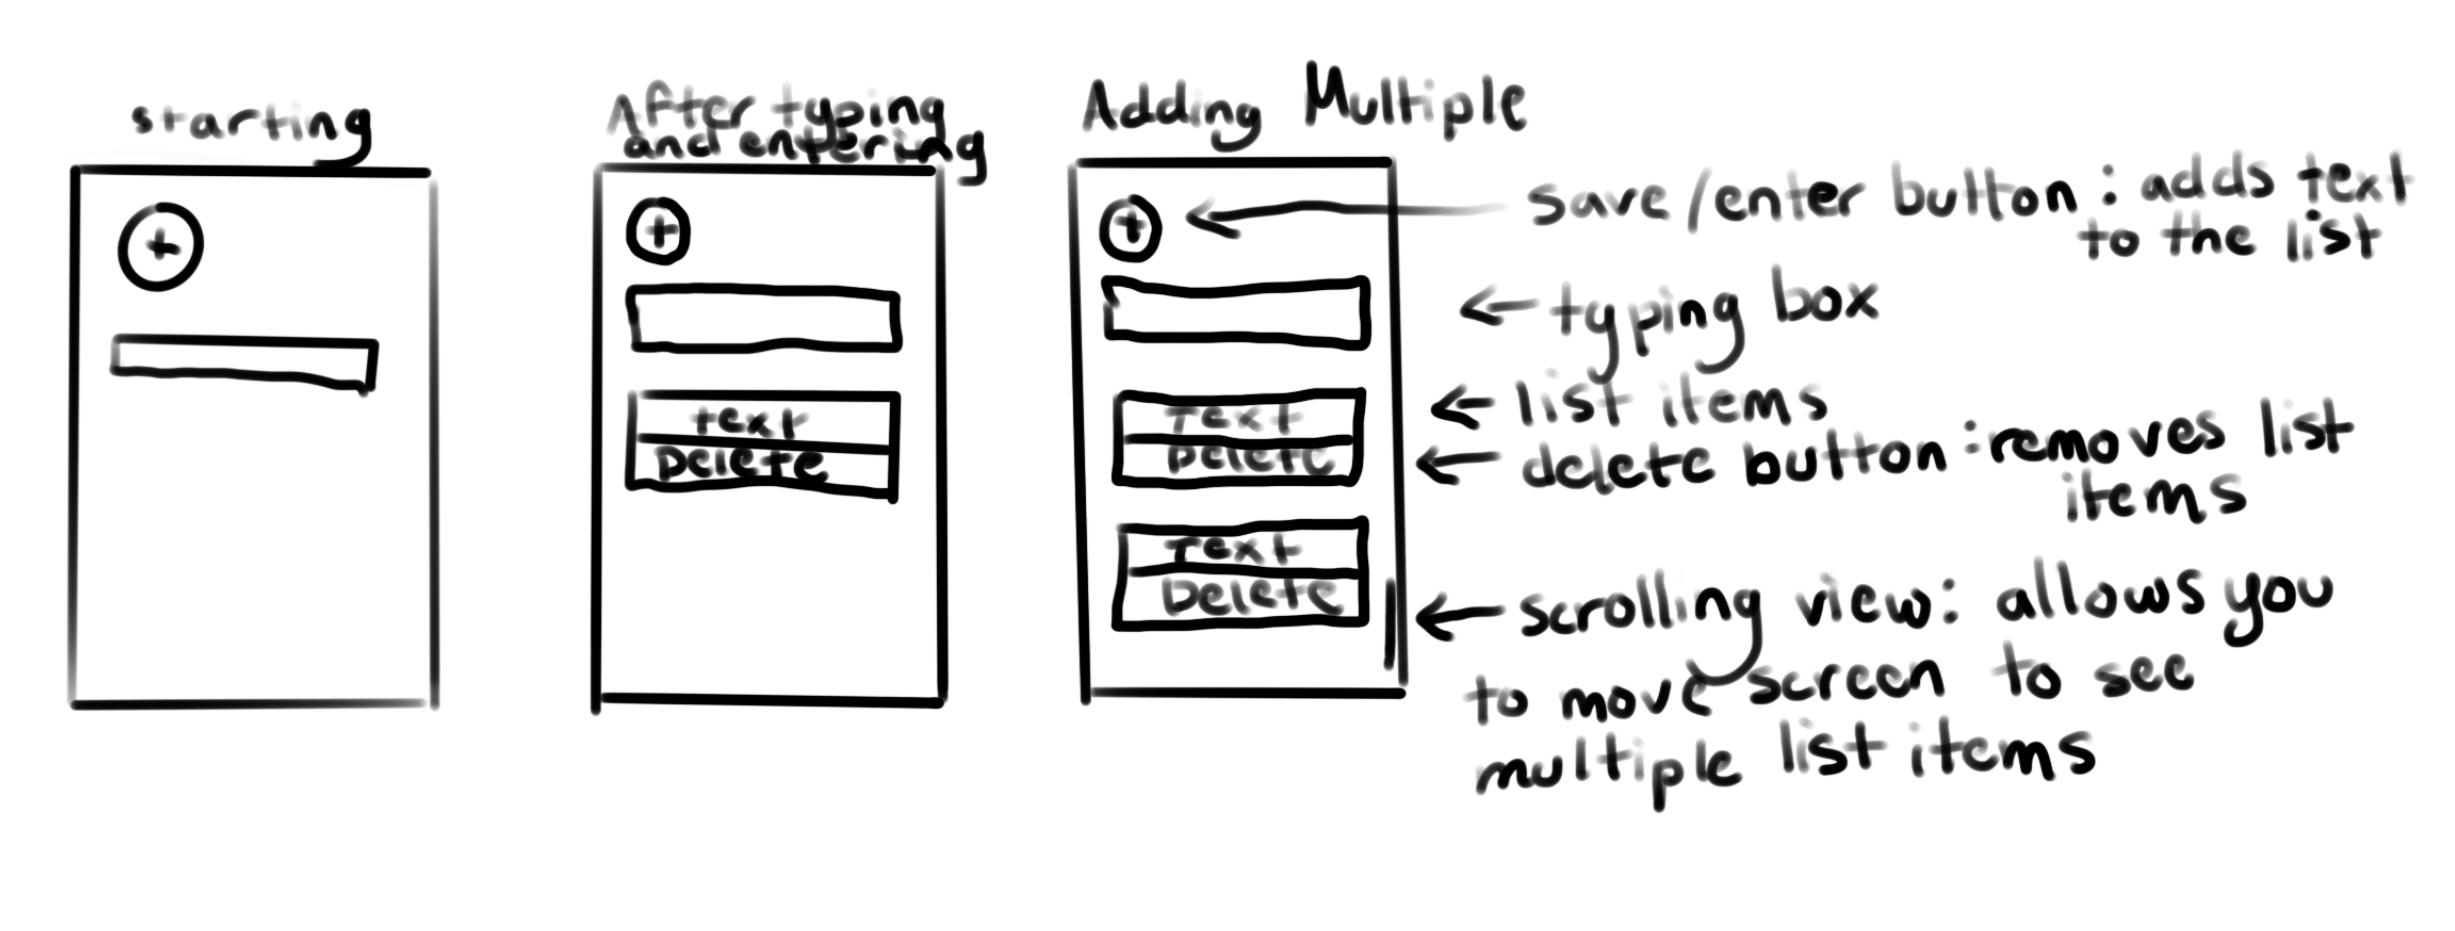 starting
After typing
and entering
Adding Multiple
+
+
text
Delete
+
Text
Delete
Text
Delete
save/enter button: adds text
to the list
typing box
list items
delete button: removes list
items
scrolling view: allows you
to move screen to see
multiple list items